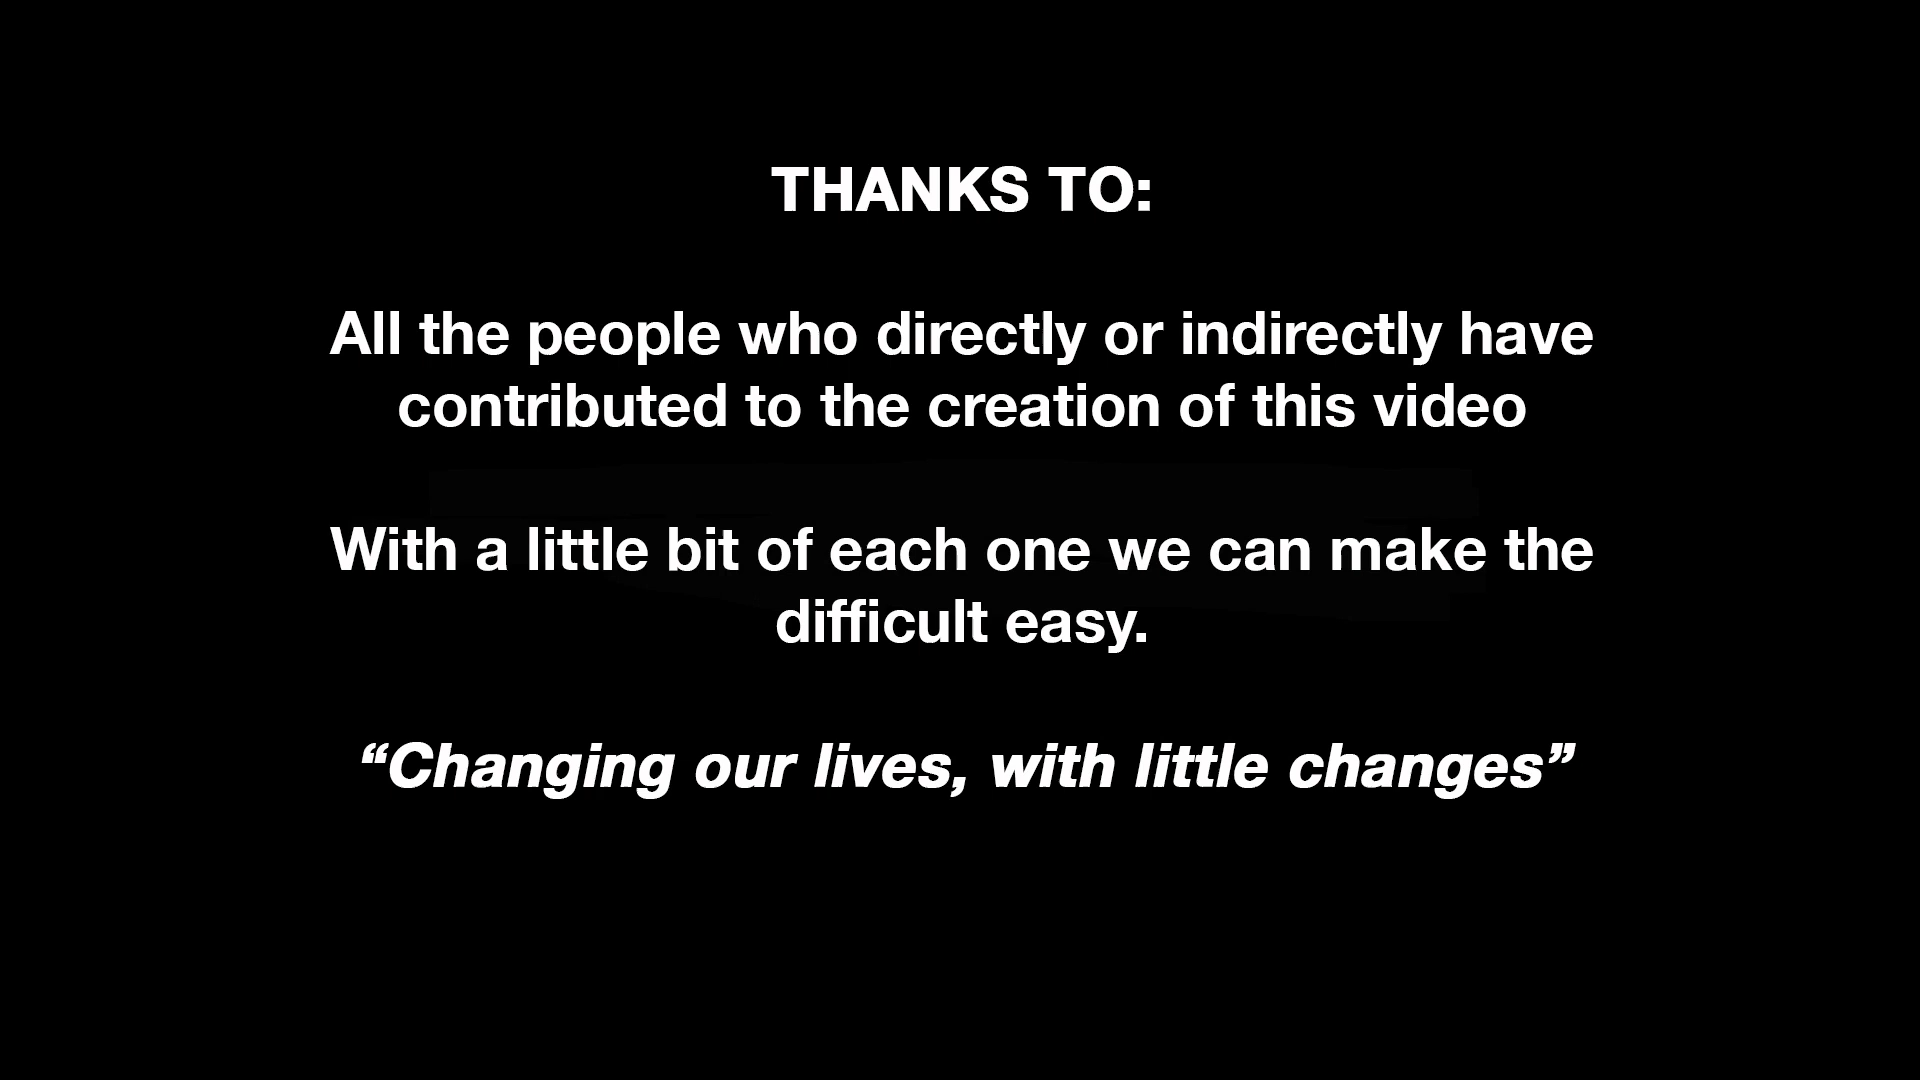 THANKS TO:
All the people who directly or indirectly have
contributed to the creation of this video
With a little bit of each one we can make the
difficult easy.
“Changing our lives, with little changes”